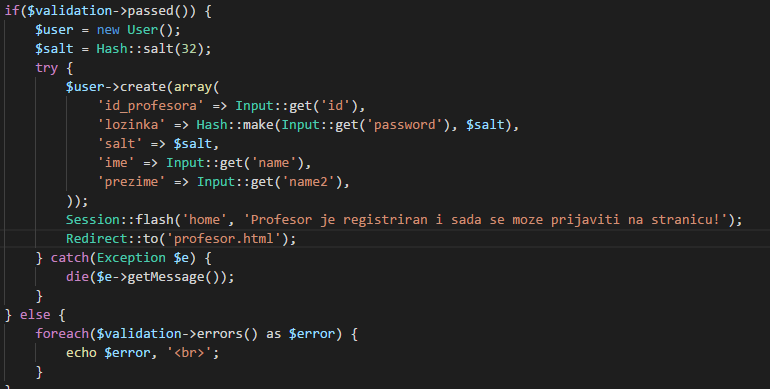 if($validation->passed()) {
    $user = new User();
    $salt = Hash::salt(32);
    try {
        $user->create(array(
            'id_profesora' => Input::get('id'),
            'lozinka' => Hash::make(Input::get('password'), $salt),
            'salt' => $salt,
            'ime' => Input::get('name'),
            'prezime' => Input::get('name2'),
        ));
        Session::flash('home', 'Profesor je registriran i sada se moze prijaviti na stranicu!');
        Redirect::to('profesor.html');
    } catch(Exception $e) {
        die($e->getMessage());
    }
} else {
    foreach($validation->errors() as $error) {
        echo $error, '<br>';
    }
}